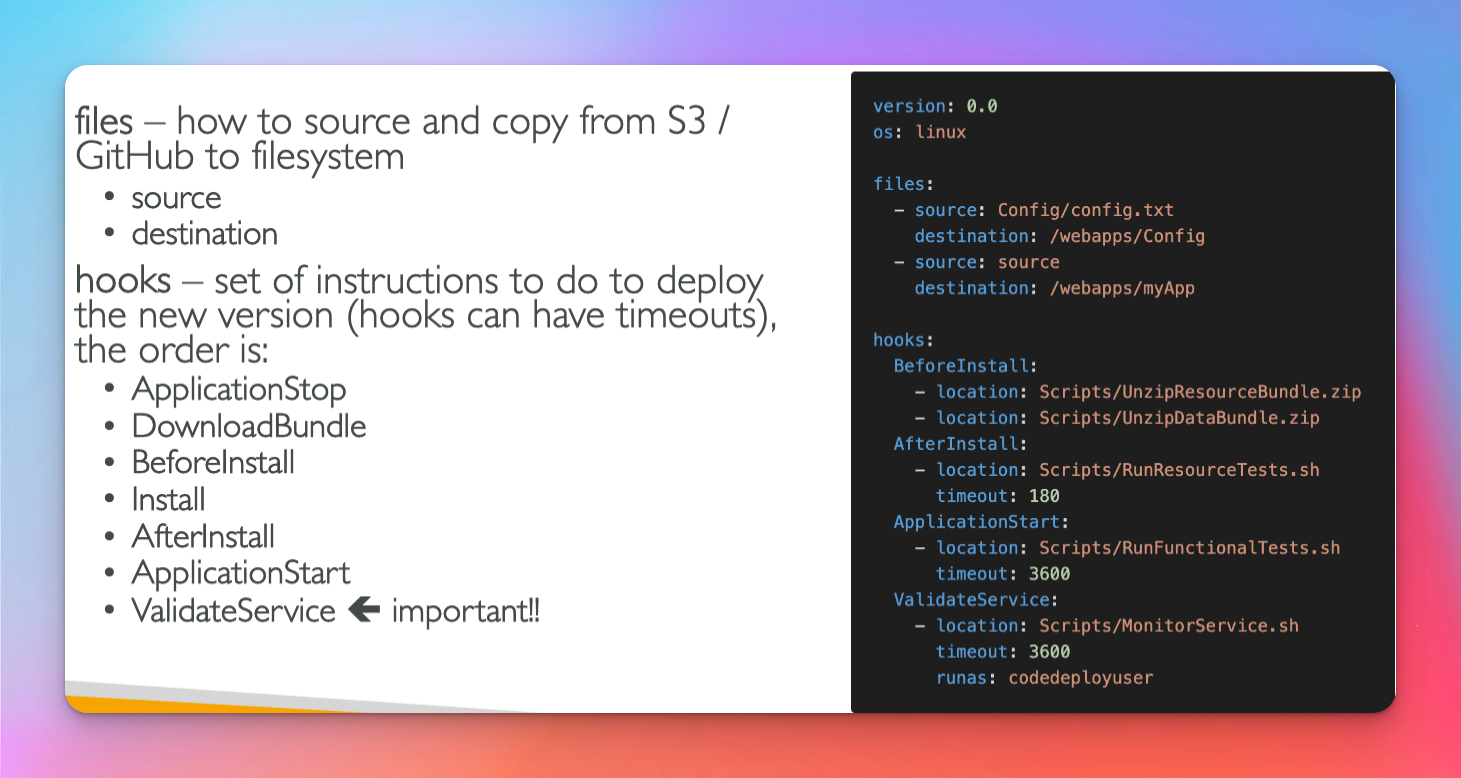 files – how to source and copy from S3 /
GitHub to filesystem
• source
• destination
hooks – set of instructions to do to deploy
the new version (hooks can have timeouts),
the order is:
• ApplicationStop
• DownloadBundle
• BeforeInstall
• Install
• AfterInstall
• ApplicationStart
• ValidateService 🡸 important!!
version: 0.0
os: linux
files:
  – source: Config/config.txt
    destination: /webapps/Config
  – source: source
    destination: /webapps/myApp
hooks:
  BeforeInstall:
    – location: Scripts/UnzipResourceBundle.zip
    – location: Scripts/UnzipDataBundle.zip
  AfterInstall:
    – location: Scripts/RunResourceTests.sh
      timeout: 180
  ApplicationStart:
    – location: Scripts/RunFunctionalTests.sh
      timeout: 3600
  ValidateService:
    – location: Scripts/MonitorService.sh
      timeout: 3600
      runas: codedeployuser